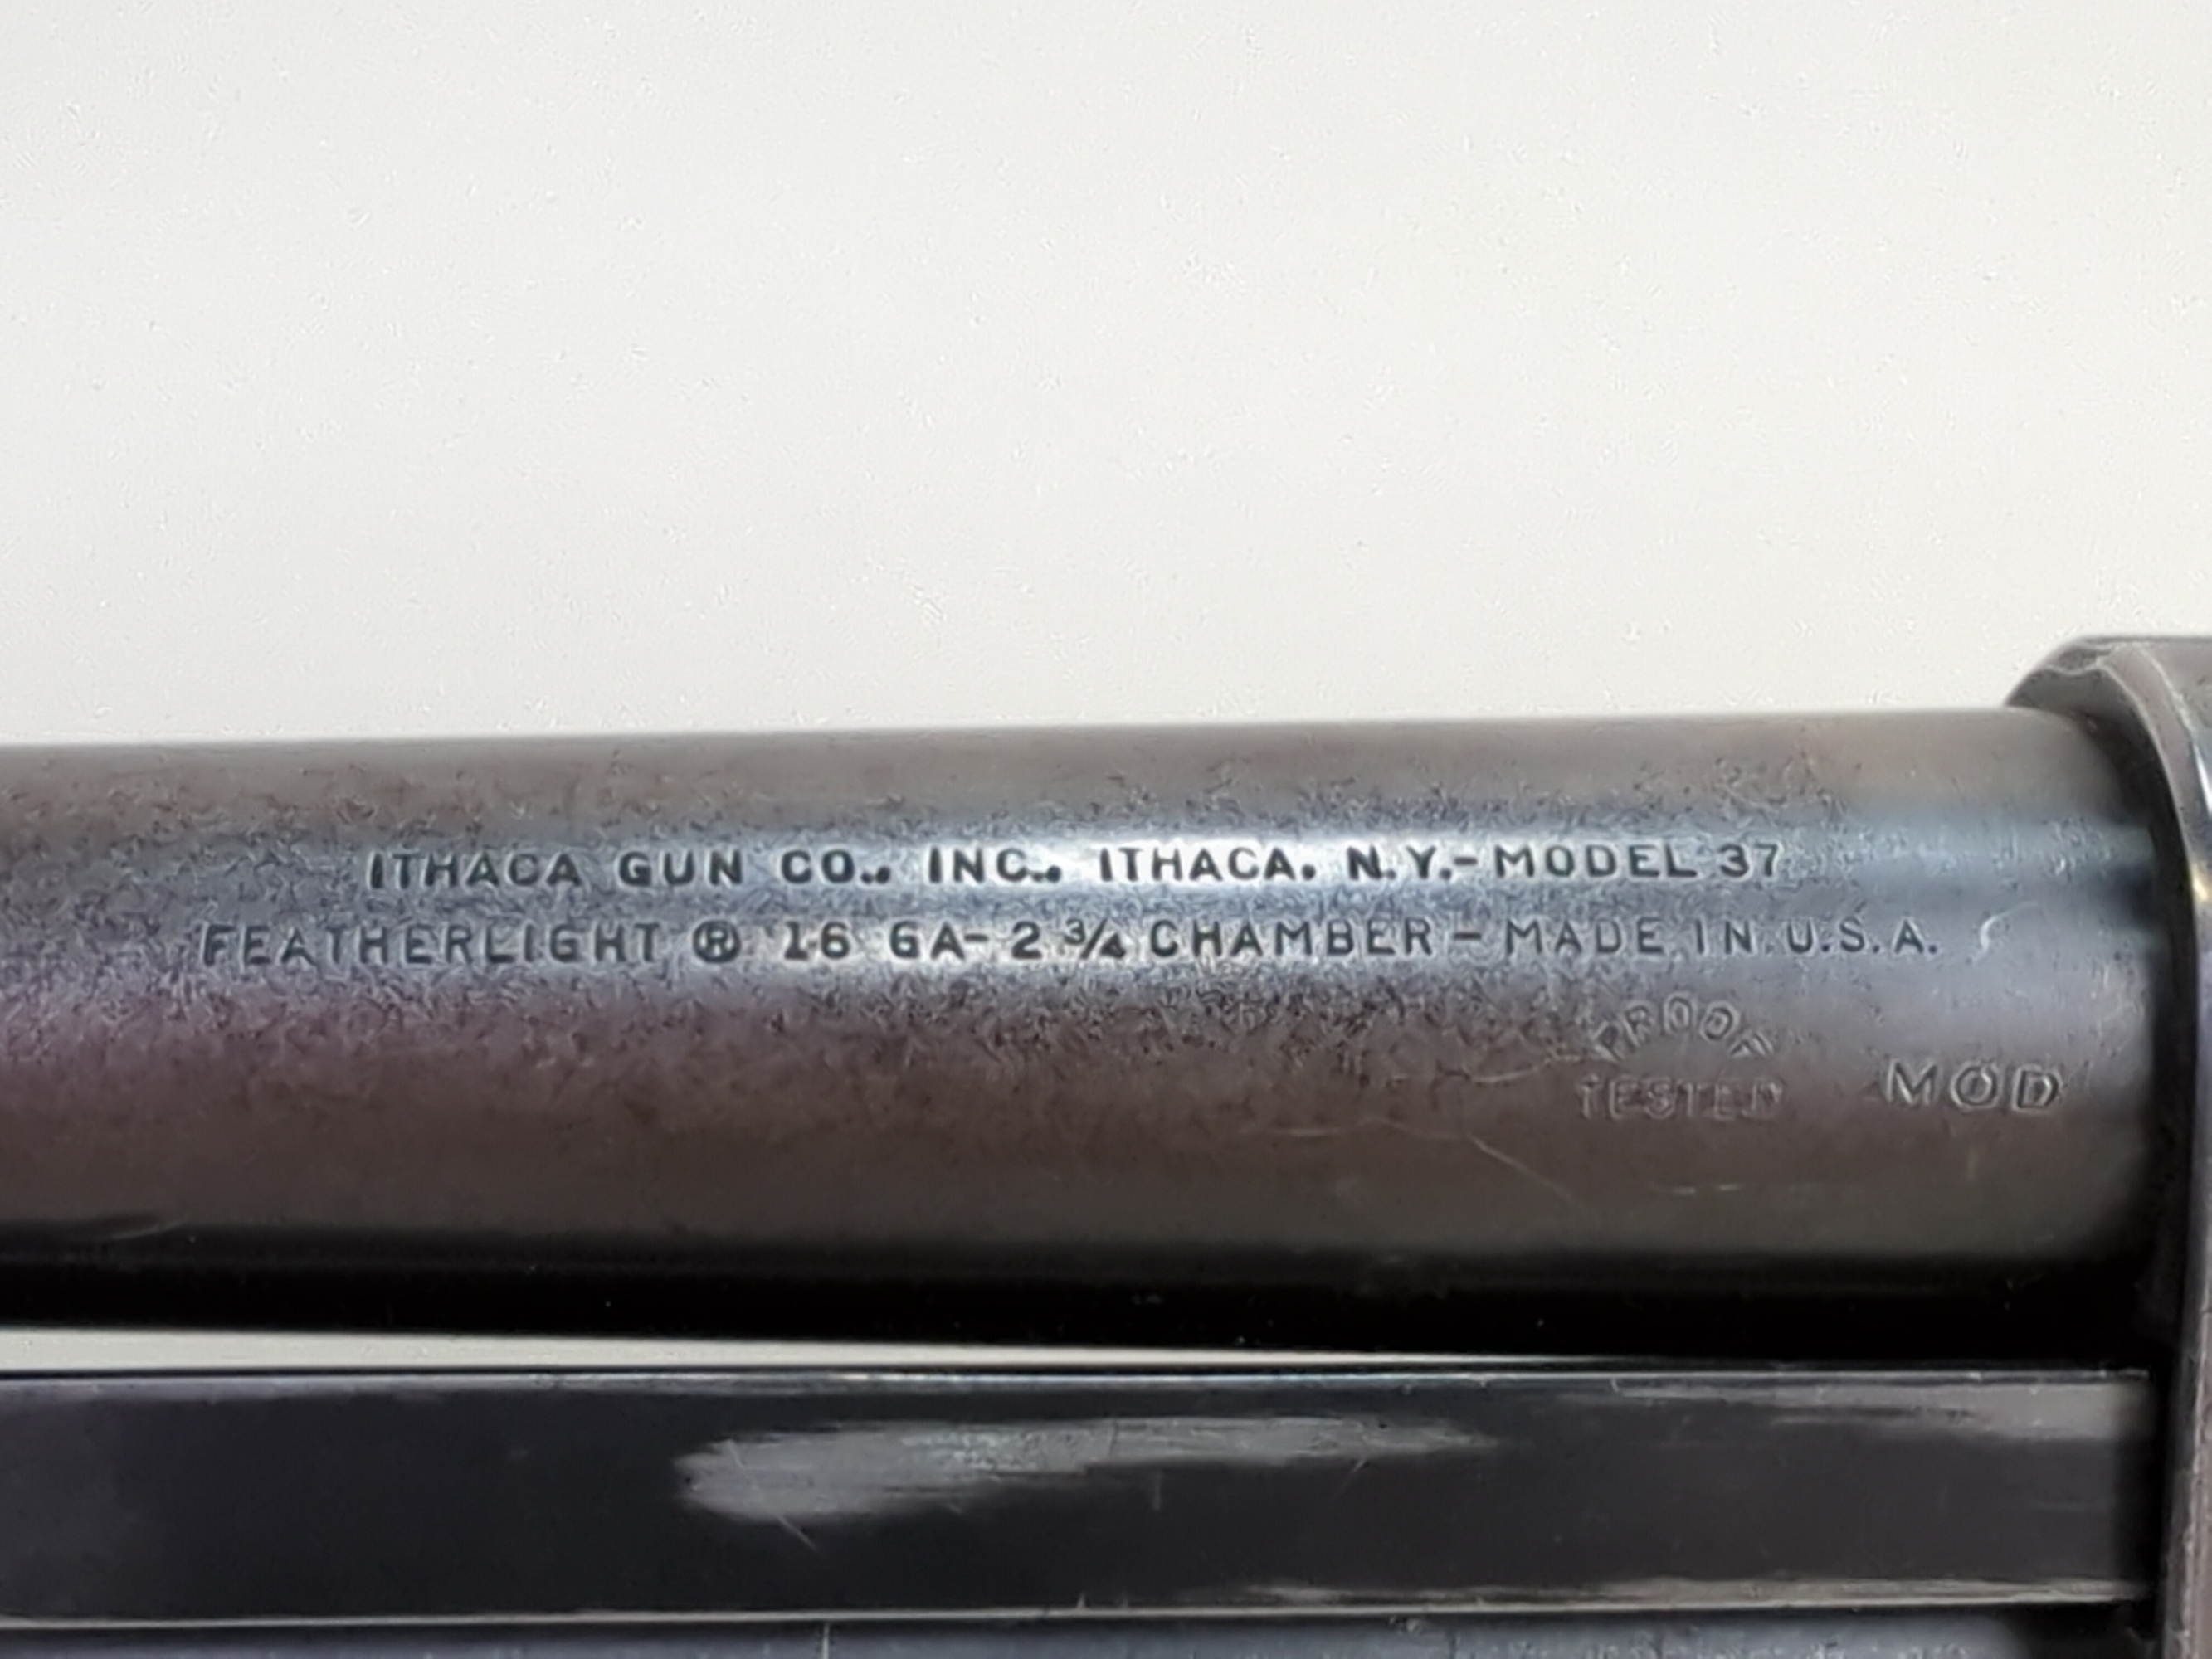 ITHACA GUN CO., INC., ITHACA, N.Y.-MODEL 37
FEATHERLIGHT ® 16 GA-2 3/4 CHAMBER-MADE IN U.S.A.
PROOF
TESTED
MOD